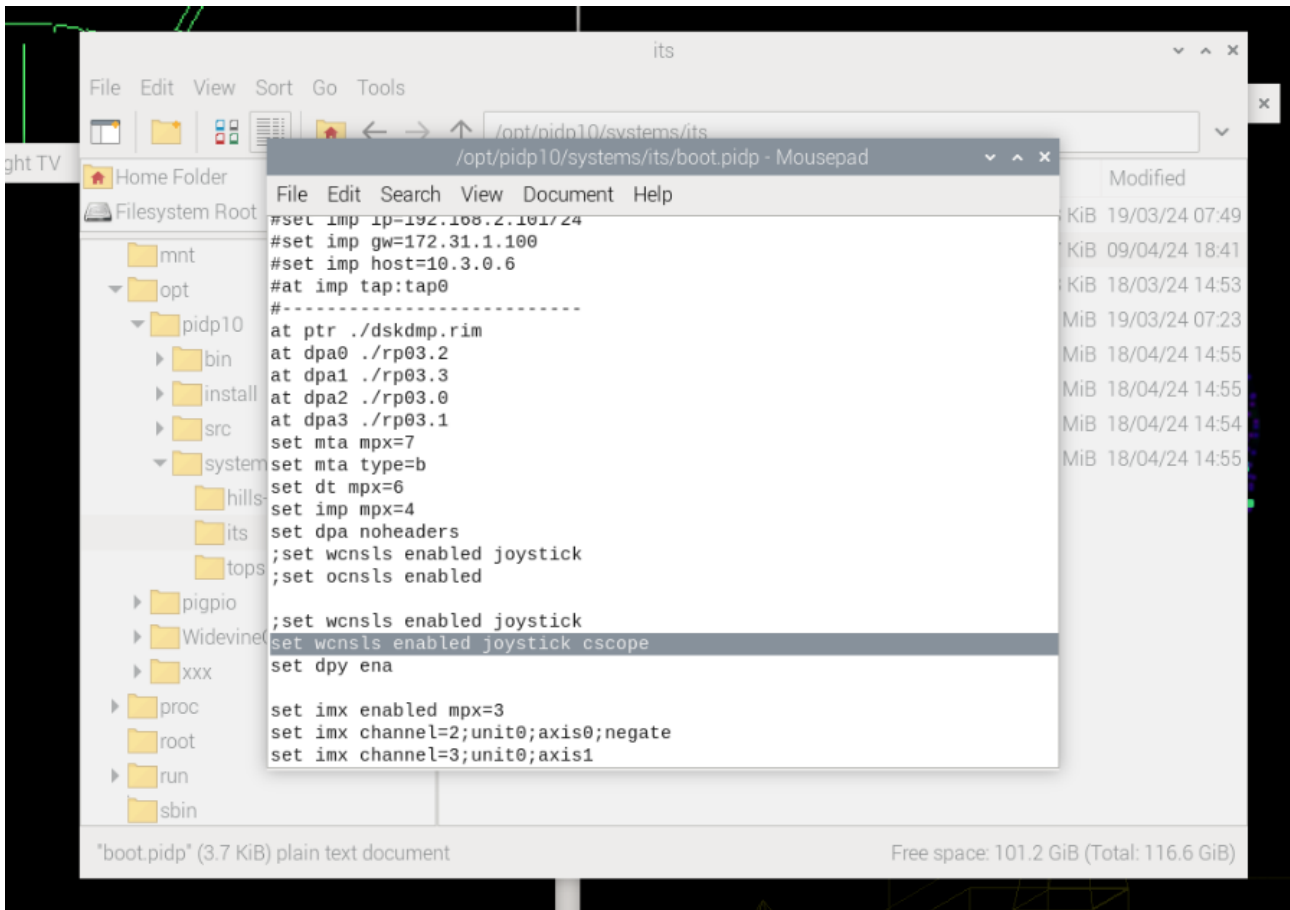 its
File Edit View Sort Go Tools
/opt/pidp10/systems/its
ght TV
/opt/pidp10/systems/its/boot.pidp - Mousepad
File Edit Search View Document Help
Home Folder
Filesystem Root
mnt
opt
pidp10
bin
install
src
system
hills-
its
tops
pigpio
Widevine
xxx
proc
root
run
sbin
#set imp ip=192.168.2.101/24
#set imp gw=172.31.1.100
#set imp host=10.3.0.6
#at imp tap:tap0
#---------------------------
at ptr ./dskdmp.rim
at dpa0 ./rp03.2
at dpa1 ./rp03.3
at dpa2 ./rp03.0
at dpa3 ./rp03.1
set mta mpx=7
set mta type=b
set dt mpx=6
set imp mpx=4
set dpa noheaders
;set wcnsls enabled joystick
;set ocnsls enabled
;set wcnsls enabled joystick
set wcnsls enabled joystick cscope
set dpy ena
set imx enabled mpx=3
set imx channel=2;unit0;axis0;negate
set imx channel=3;unit0;axis1
Modified
KiB 19/03/24 07:49
KiB 09/04/24 18:41
KiB 18/03/24 14:53
MiB 19/03/24 07:23
MiB 18/04/24 14:55
MiB 18/04/24 14:55
MiB 18/04/24 14:54
MiB 18/04/24 14:55
"boot.pidp" (3.7 KiB) plain text document
Free space: 101.2 GiB (Total: 116.6 GiB)